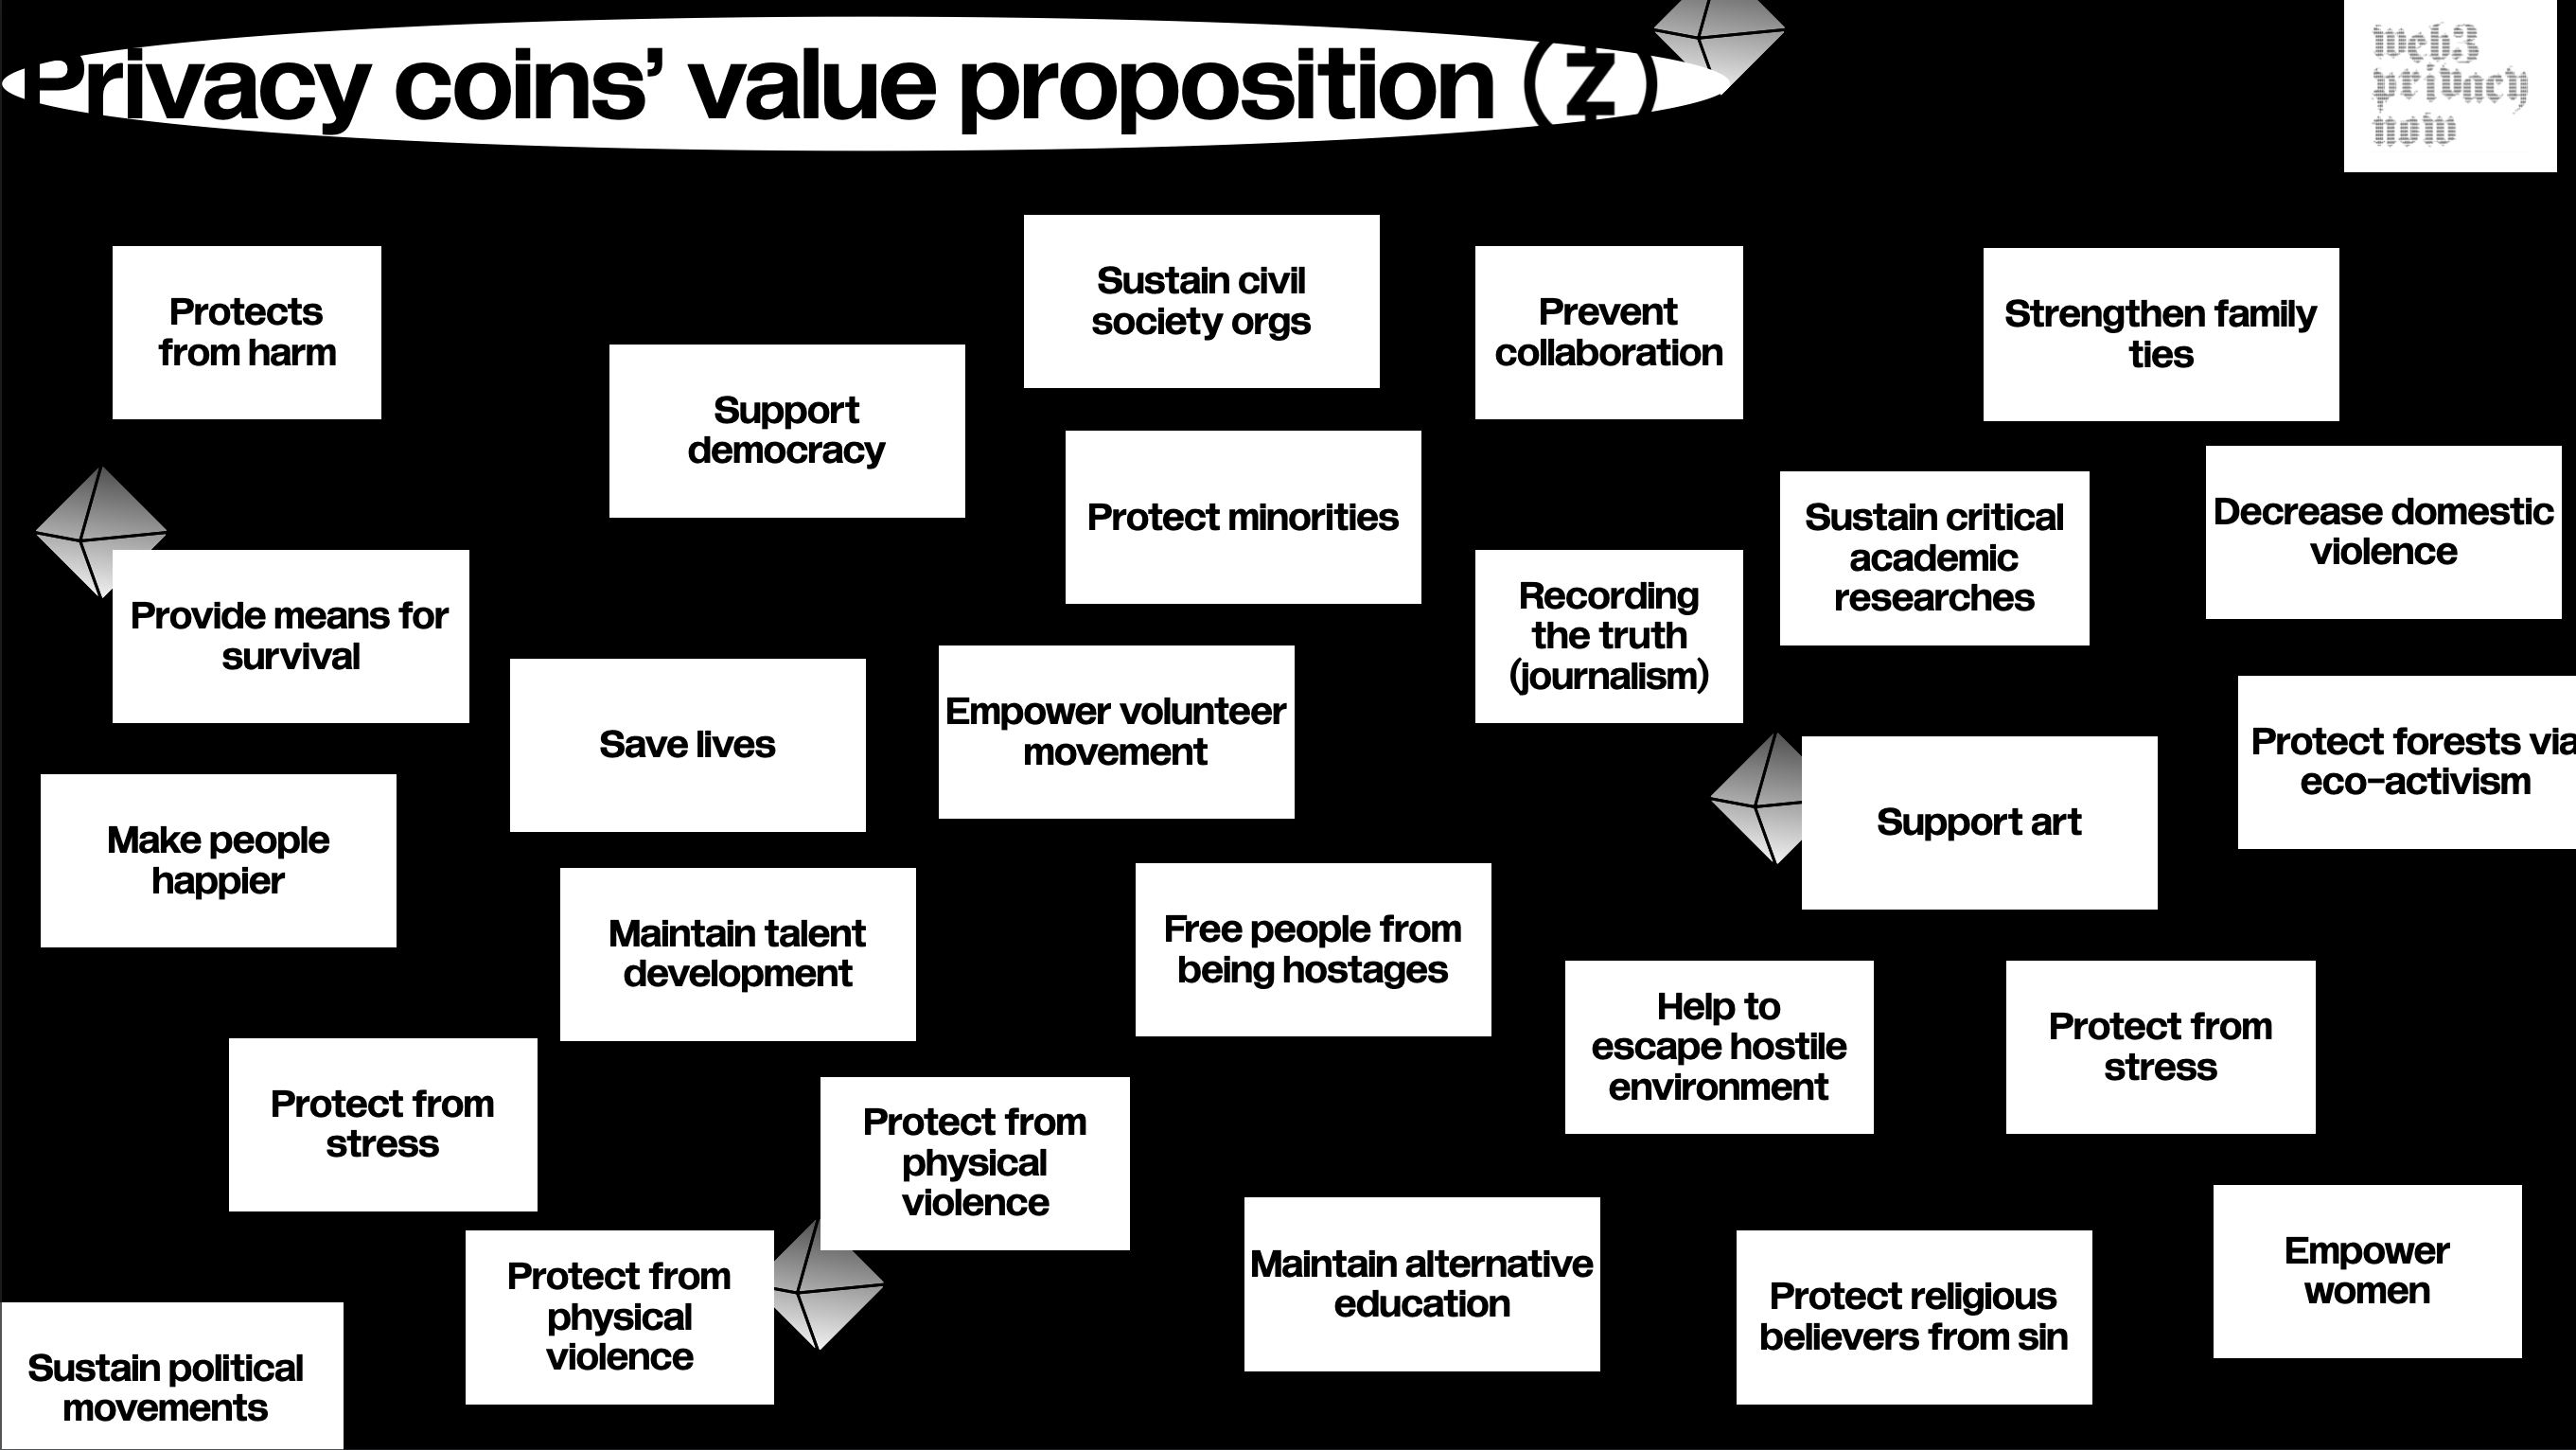 Privacy coins’ value proposition (ⓩ)
web3
privacy
now
Protects
from harm
Support
democracy
Sustain civil
society orgs
Prevent
collaboration
Strengthen family
ties
Protect minorities
Sustain critical
academic
researches
Decrease domestic
violence
Provide means for
survival
Save lives
Empower volunteer
movement
Recording
the truth
(journalism)
Protect forests via
eco-activism
Make people
happier
Support art
Maintain talent
development
Free people from
being hostages
Help to
escape hostile
environment
Protect from
stress
Protect from
stress
Protect from
physical
violence
Protect from
physical
violence
Maintain alternative
education
Protect religious
believers from sin
Empower
women
Sustain political
movements